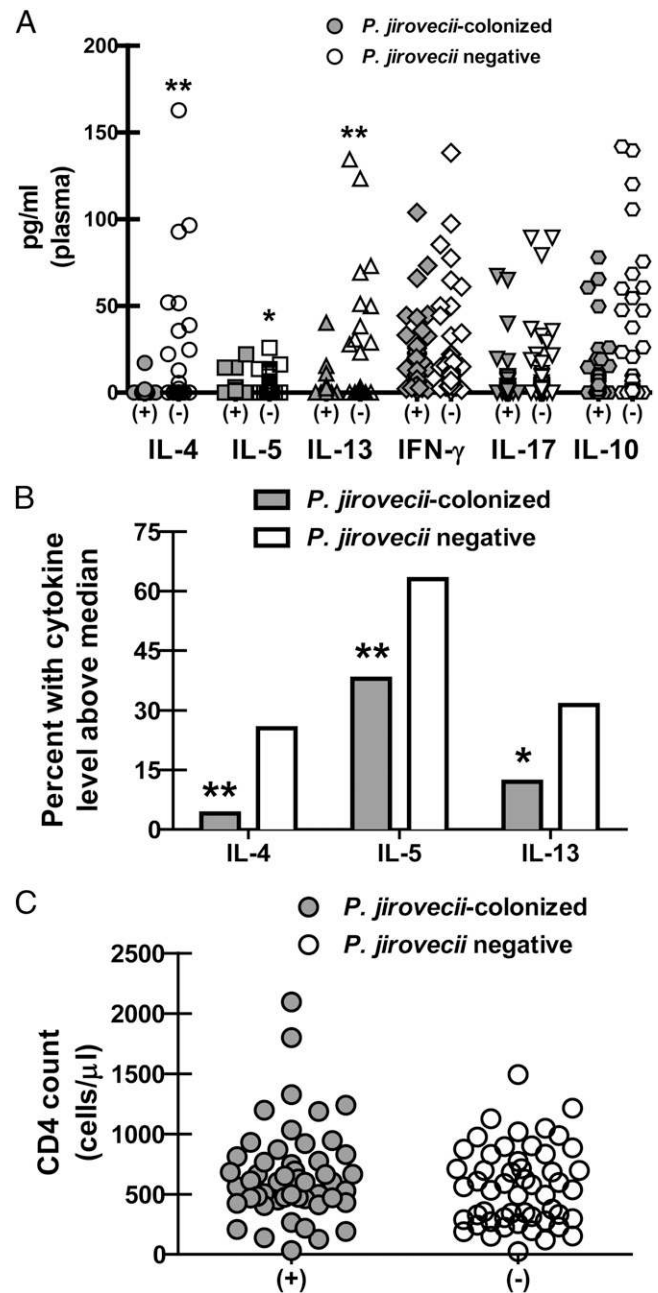 A
P. jirovecii-colonized
P. jirovecii negative
200
150
100
50
0
pg/ml
(plasma)
**
*
**
(+) (-) (+) (-) (+) (-) (+) (-) (+) (-) (+) (-)
IL-4 IL-5 IL-13 IFN-γ IL-17 IL-10
B
P. jirovecii-colonized
P. jirovecii negative
75
60
45
30
15
0
Percent with cytokine
level above median
**
**
*
IL-4 IL-5 IL-13
C
P. jirovecii-colonized
P. jirovecii negative
2500
2000
1500
1000
500
0
CD4 count
(cells/μl)
(+) (-)